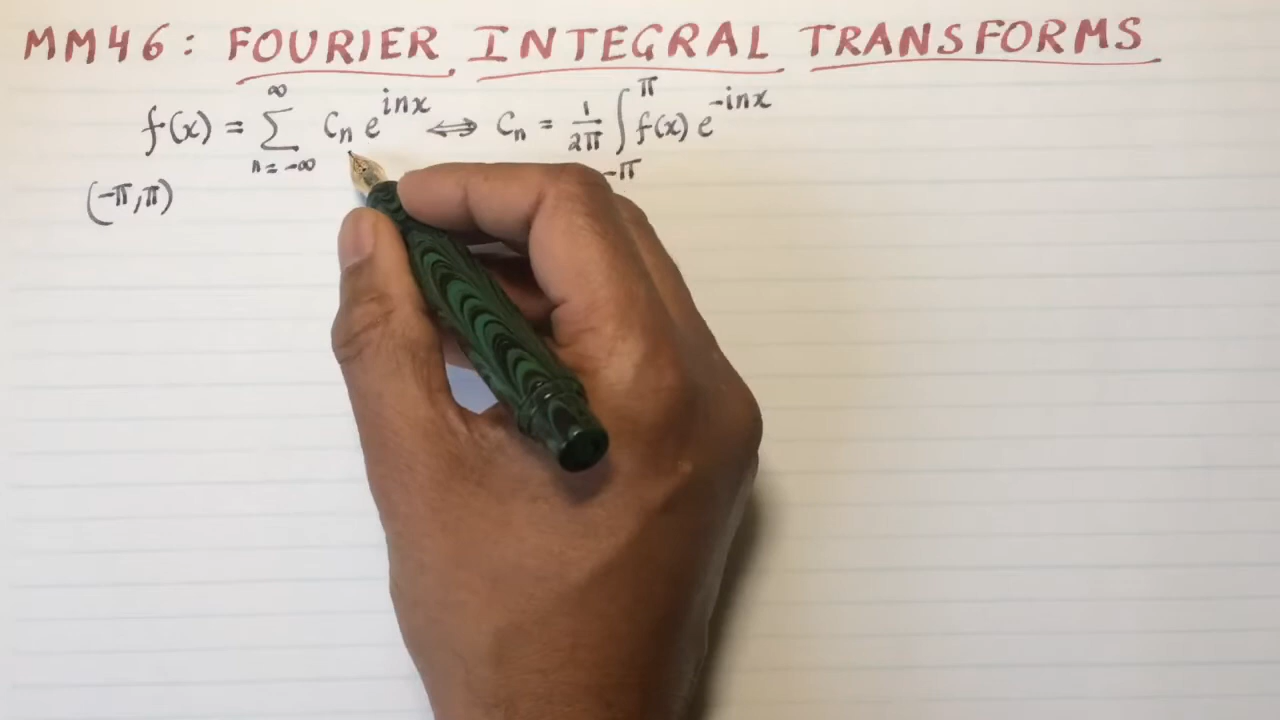 MM46: FOURIER INTEGRAL TRANSFORMS
f(x) = ∑_{n=-∞}^{∞} C_n e^{inx} ⟺ C_n = 1/2π ∫_{-π}^{π} f(x) e^{-inx}
(-π, π)